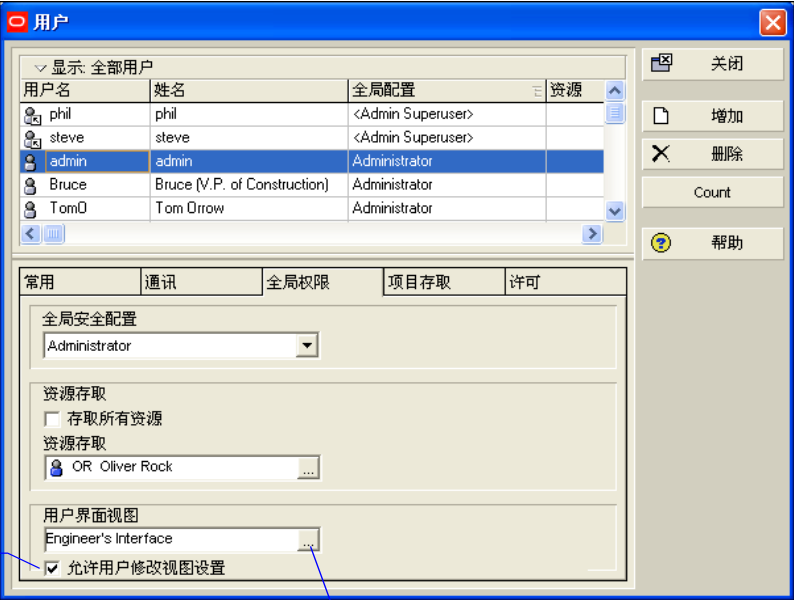 用户
显示: 全部用户
用户名 姓名 全局配置 资源
phil phil <Admin Superuser>
steve steve <Admin Superuser>
admin admin Administrator
Bruce Bruce (V.P. of Construction) Administrator
TomO Tom Orrow Administrator
关闭
增加
删除
Count
帮助
常用 通讯 全局权限 项目存取 许可
全局安全配置
Administrator
资源存取
存取所有资源
资源存取
OR Oliver Rock
...
用户界面视图
Engineer's Interface
...
允许用户修改视图设置